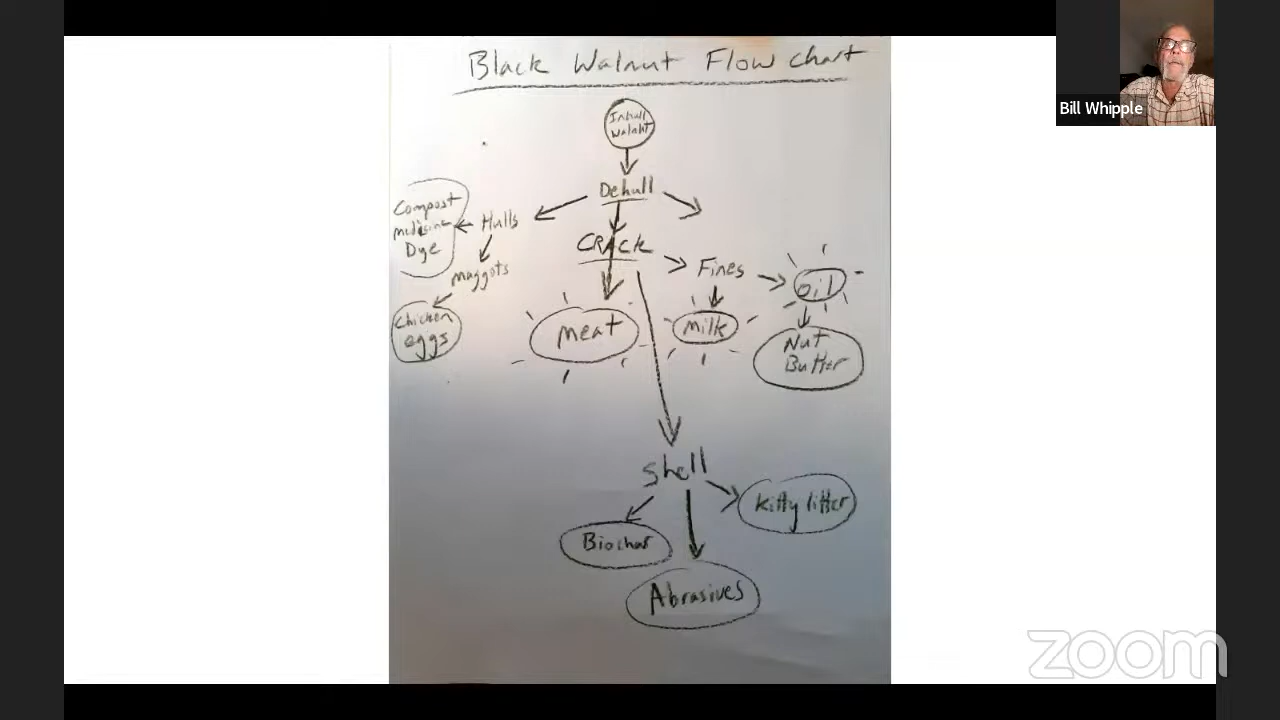 Black Walnut Flow chart
Inhull
Walnut
Dehull
Compost
medicine
Dye
Hulls
CRACK
maggots
Fines
oil
Chicken
eggs
meat
Milk
Nut
Butter
Shell
Kitty litter
Biochar
Abrasives
Bill Whipple
zoom